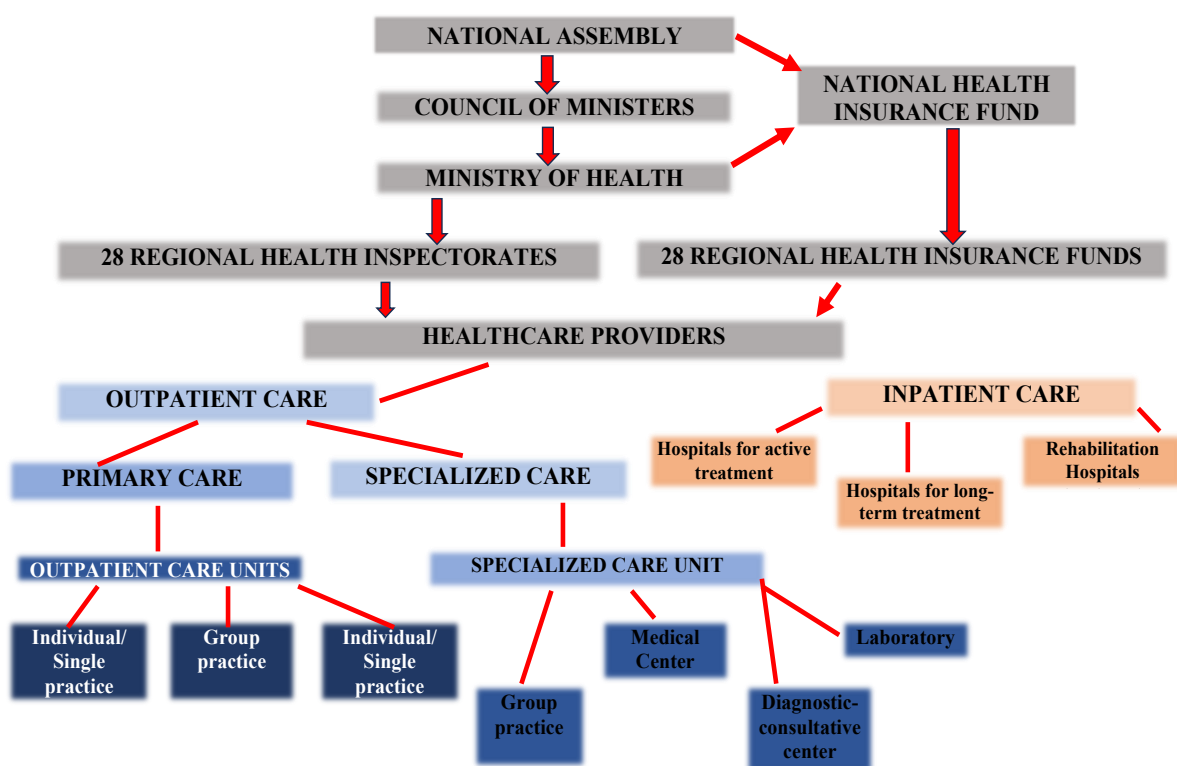 NATIONAL ASSEMBLY
NATIONAL HEALTH
INSURANCE FUND
COUNCIL OF MINISTERS
MINISTRY OF HEALTH
28 REGIONAL HEALTH INSPECTORATES
28 REGIONAL HEALTH INSURANCE FUNDS
HEALTHCARE PROVIDERS
OUTPATIENT CARE
INPATIENT CARE
Hospitals for active
treatment
Hospitals for long-
term treatment
Rehabilitation
Hospitals
PRIMARY CARE
SPECIALIZED CARE
OUTPATIENT CARE UNITS
SPECIALIZED CARE UNIT
Individual/
Single
practice
Group
practice
Individual/
Single
practice
Group
practice
Medical
Center
Diagnostic-
consultative
center
Laboratory